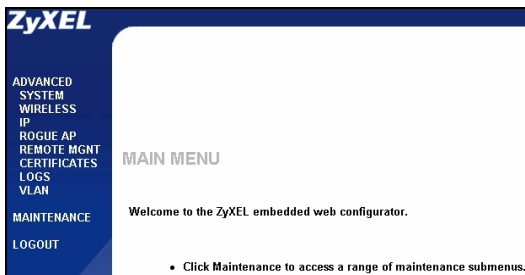 ZyXEL
ADVANCED
SYSTEM
WIRELESS
IP
ROGUE AP
REMOTE MGNT
CERTIFICATES
LOGS
VLAN
MAINTENANCE
LOGOUT
MAIN MENU
Welcome to the ZyXEL embedded web configurator.
• Click Maintenance to access a range of maintenance submenus.